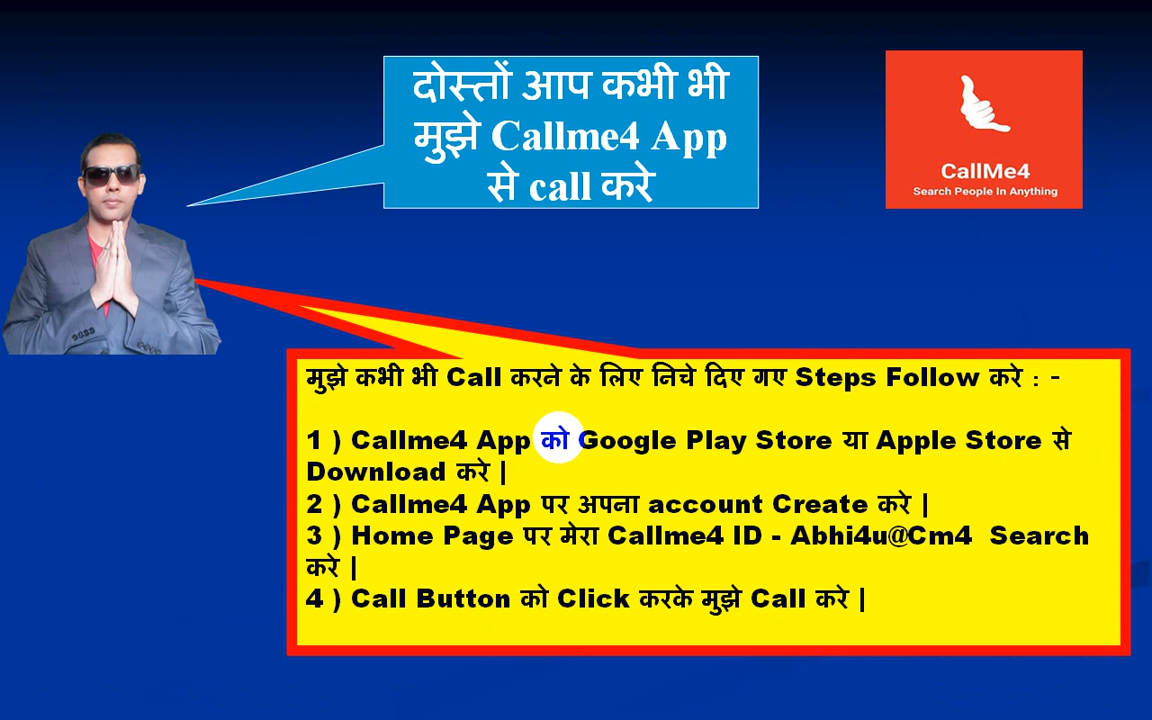 दोस्तों आप कभी भी
मुझे Callme4 App
से call करे
CallMe4
Search People In Anything
मुझे कभी भी Call करने के लिए निचे दिए गए Steps Follow करे : -
1 ) Callme4 App को Google Play Store या Apple Store से
Download करे |
2 ) Callme4 App पर अपना account Create करे |
3 ) Home Page पर मेरा Callme4 ID - Abhi4u@Cm4 Search
करे |
4 ) Call Button को Click करके मुझे Call करे |